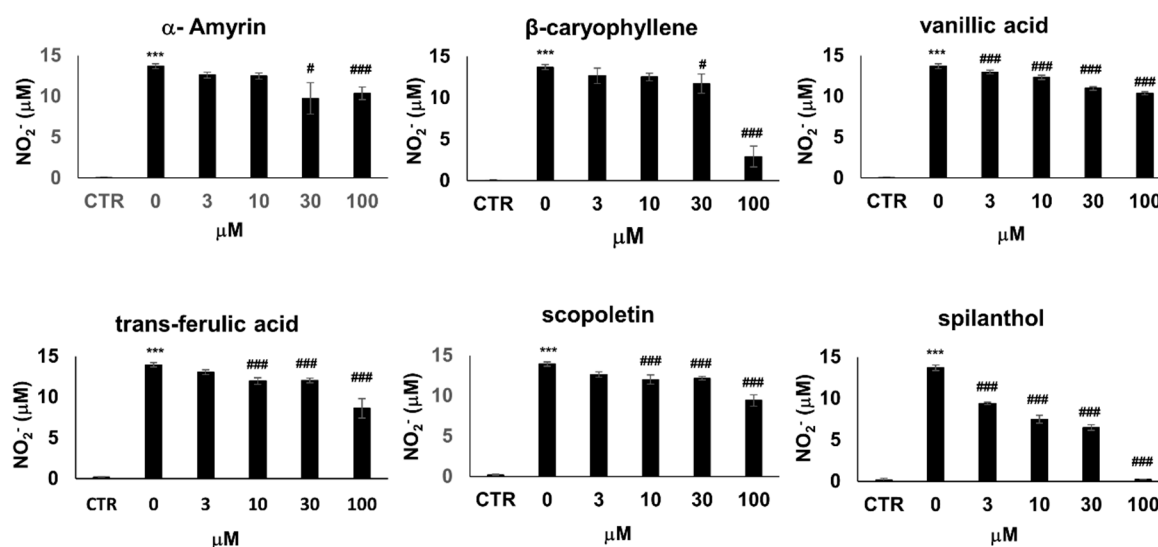 α- Amyrin
***
#
###
15
10
5
0
NO₂⁻ (μM)
CTR 0 3 10 30 100
μM
β-caryophyllene
***
#
###
15
10
5
0
NO₂⁻ (μM)
CTR 0 3 10 30 100
μM
vanillic acid
*** ### ### ### ###
15
10
5
0
NO₂⁻ (μM)
CTR 0 3 10 30 100
μM
trans-ferulic acid
*** ### ### ###
15
10
5
0
NO₂⁻ (μM)
CTR 0 3 10 30 100
μM
scopoletin
*** ### ### ###
15
10
5
0
NO₂⁻ (μM)
CTR 0 3 10 30 100
μM
spilanthol
*** ### ### ### ###
15
10
5
0
NO₂⁻ (μM)
CTR 0 3 10 30 100
μM